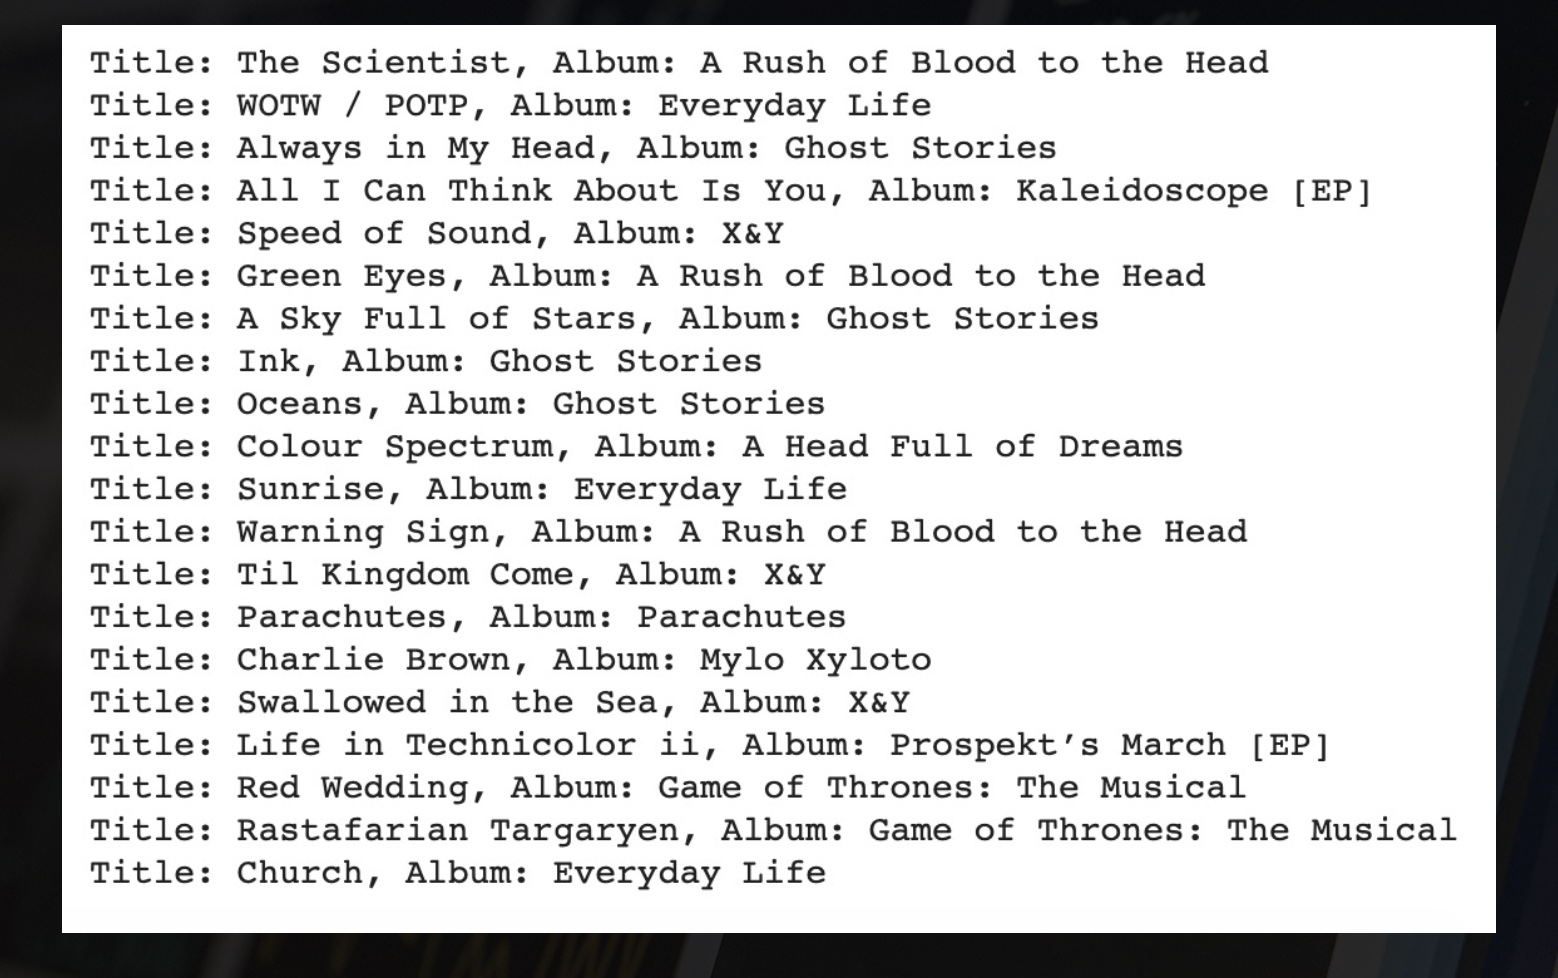 Title: The Scientist, Album: A Rush of Blood to the Head
Title: WOTW / POTP, Album: Everyday Life
Title: Always in My Head, Album: Ghost Stories
Title: All I Can Think About Is You, Album: Kaleidoscope [EP]
Title: Speed of Sound, Album: X&Y
Title: Green Eyes, Album: A Rush of Blood to the Head
Title: A Sky Full of Stars, Album: Ghost Stories
Title: Ink, Album: Ghost Stories
Title: Oceans, Album: Ghost Stories
Title: Colour Spectrum, Album: A Head Full of Dreams
Title: Sunrise, Album: Everyday Life
Title: Warning Sign, Album: A Rush of Blood to the Head
Title: Til Kingdom Come, Album: X&Y
Title: Parachutes, Album: Parachutes
Title: Charlie Brown, Album: Mylo Xyloto
Title: Swallowed in the Sea, Album: X&Y
Title: Life in Technicolor ii, Album: Prospekt’s March [EP]
Title: Red Wedding, Album: Game of Thrones: The Musical
Title: Rastafarian Targaryen, Album: Game of Thrones: The Musical
Title: Church, Album: Everyday Life